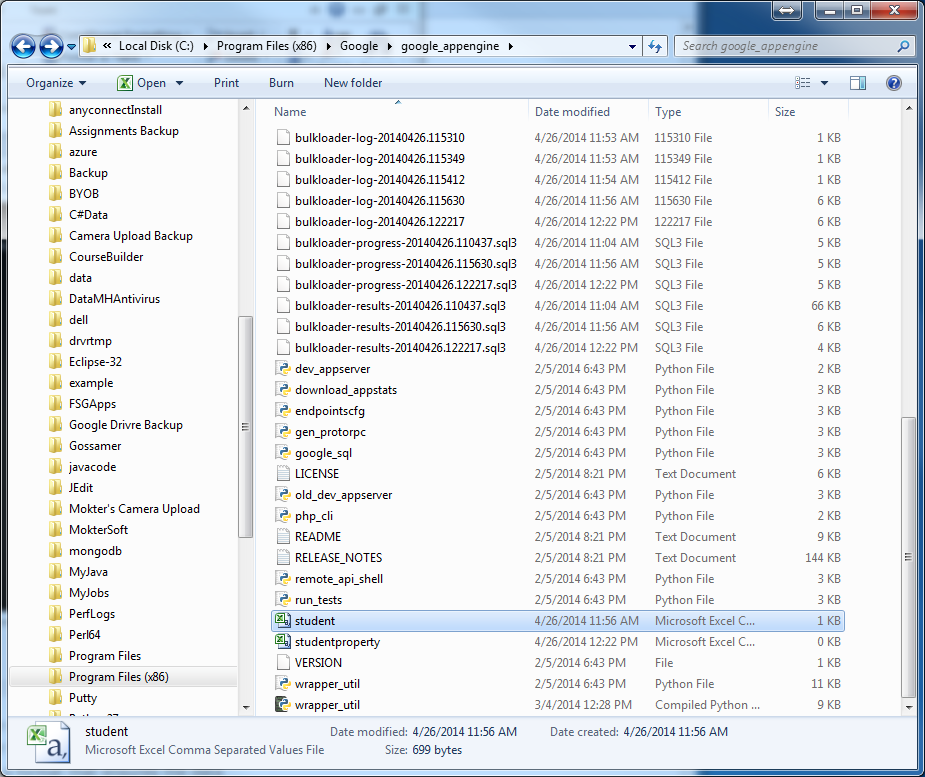 « Local Disk (C:) ▸ Program Files (x86) ▸ Google ▸ google_appengine ▸ Search google_appengine
Organize Open Print Burn New folder
anyconnectInstall
Assignments Backup
azure
Backup
BYOB
C#Data
Camera Upload Backup
CourseBuilder
data
DataMHAntivirus
dell
drvrtmp
Eclipse-32
example
FSGApps
Google Drivre Backup
Gossamer
javacode
JEdit
Mokter's Camera Upload
MokterSoft
mongodb
MyJava
MyJobs
PerfLogs
Perl64
Program Files
Program Files (x86)
Putty
Name Date modified Type Size
bulkloader-log-20140426.115310 4/26/2014 11:53 AM 115310 File 1 KB
bulkloader-log-20140426.115349 4/26/2014 11:53 AM 115349 File 1 KB
bulkloader-log-20140426.115412 4/26/2014 11:54 AM 115412 File 1 KB
bulkloader-log-20140426.115630 4/26/2014 11:56 AM 115630 File 6 KB
bulkloader-log-20140426.122217 4/26/2014 12:22 PM 122217 File 6 KB
bulkloader-progress-20140426.110437.sql3 4/26/2014 11:04 AM SQL3 File 5 KB
bulkloader-progress-20140426.115630.sql3 4/26/2014 11:56 AM SQL3 File 5 KB
bulkloader-progress-20140426.122217.sql3 4/26/2014 12:22 PM SQL3 File 5 KB
bulkloader-results-20140426.110437.sql3 4/26/2014 11:04 AM SQL3 File 66 KB
bulkloader-results-20140426.115630.sql3 4/26/2014 11:56 AM SQL3 File 6 KB
bulkloader-results-20140426.122217.sql3 4/26/2014 12:22 PM SQL3 File 4 KB
dev_appserver 2/5/2014 6:43 PM Python File 2 KB
download_appstats 2/5/2014 6:43 PM Python File 3 KB
endpointscfg 2/5/2014 6:43 PM Python File 3 KB
gen_protorpc 2/5/2014 6:43 PM Python File 3 KB
google_sql 2/5/2014 6:43 PM Python File 3 KB
LICENSE 2/5/2014 8:21 PM Text Document 6 KB
old_dev_appserver 2/5/2014 6:43 PM Python File 3 KB
php_cli 2/5/2014 6:43 PM Python File 2 KB
README 2/5/2014 8:21 PM Text Document 9 KB
RELEASE_NOTES 2/5/2014 8:21 PM Text Document 144 KB
remote_api_shell 2/5/2014 6:43 PM Python File 3 KB
run_tests 2/5/2014 6:43 PM Python File 3 KB
student 4/26/2014 11:56 AM Microsoft Excel C... 1 KB
studentproperty 4/26/2014 12:22 PM Microsoft Excel C... 0 KB
VERSION 2/5/2014 6:43 PM File 1 KB
wrapper_util 2/5/2014 6:43 PM Python File 11 KB
wrapper_util 3/4/2014 12:28 PM Compiled Python ... 9 KB
student Date modified: 4/26/2014 11:56 AM Date created: 4/26/2014 11:56 AM
Microsoft Excel Comma Separated Values File Size: 699 bytes